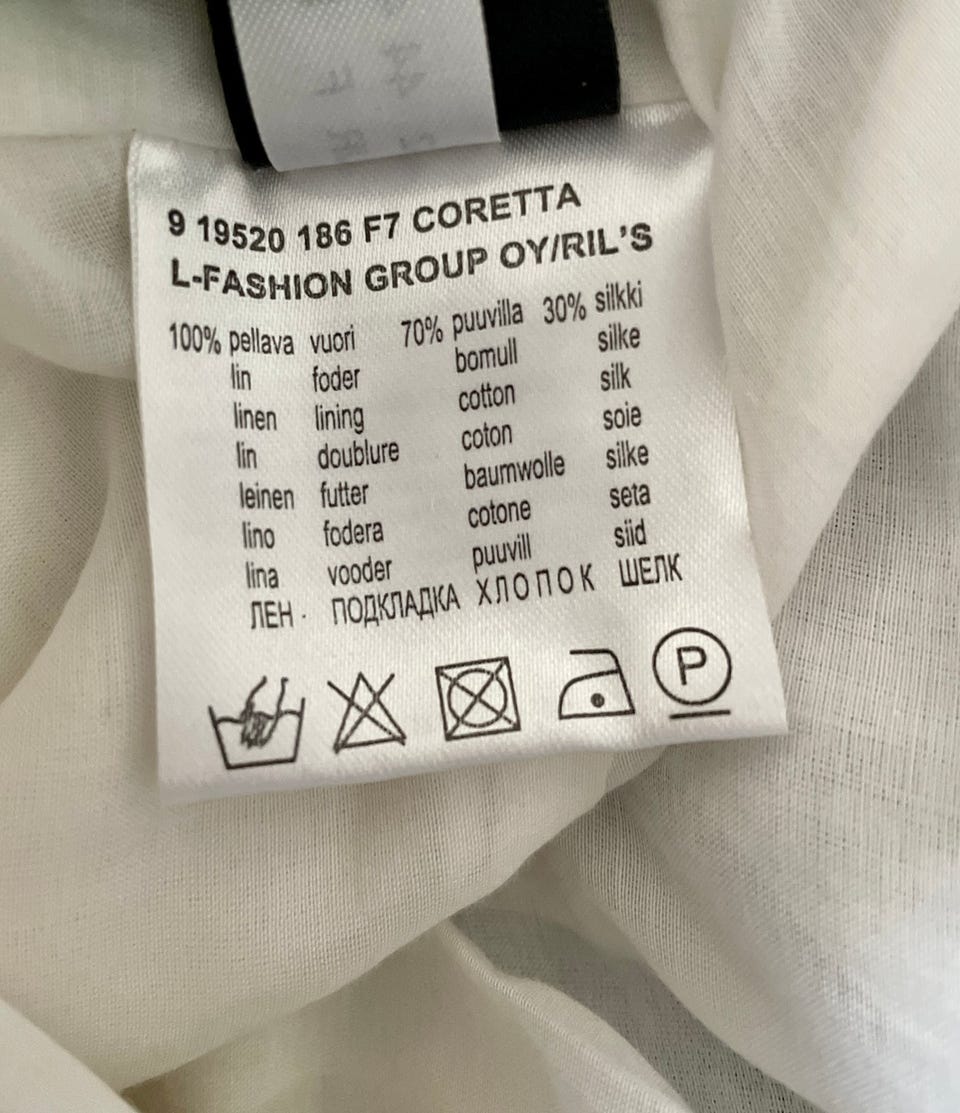 9 19520 186 F7 CORETTA
L-FASHION GROUP OY/RIL'S
100% pellava vuori 70% puuvilla 30% silkki
lin foder bomull silke
linen lining cotton silk
lin doublure coton soie
leinen futter baumwolle silke
lino fodera cotone seta
lina vooder puuvill siid
ЛЕН · ПОДКЛАДКА ХЛОПОК ШЕЛК
P